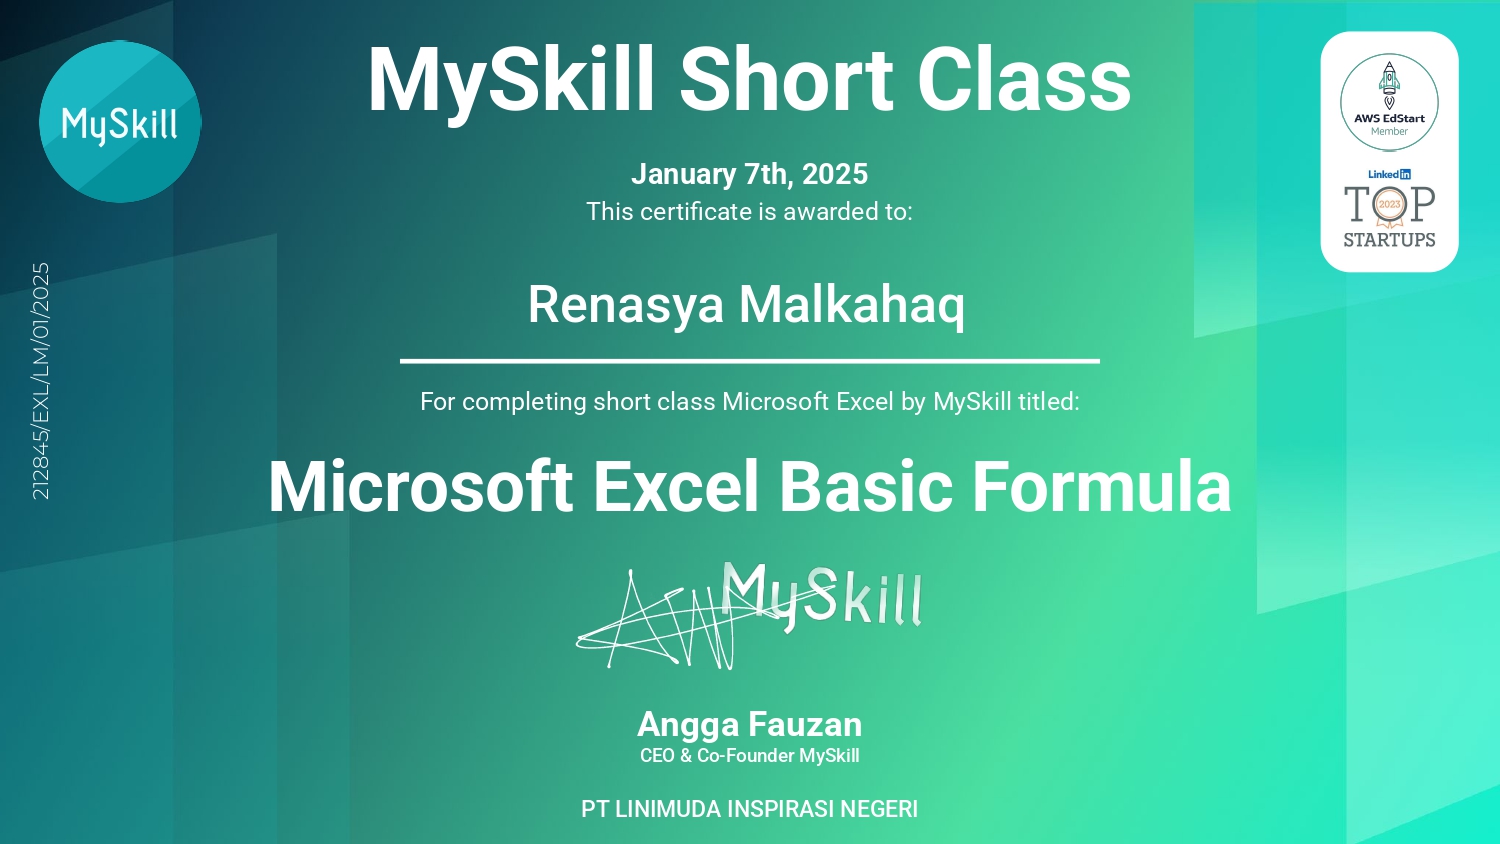 MySkill Short Class
MySkill
AWS EdStart
Member
January 7th, 2025
LinkedIn
This certificate is awarded to:
2023
TOP
STARTUPS
212845/EXL/LM/01/2025
Renasya Malkahaq
For completing short class Microsoft Excel by MySkill titled:
Microsoft Excel Basic Formula
MySkill
Angga Fauzan
CEO & Co-Founder MySkill
PT LINIMUDA INSPIRASI NEGERI